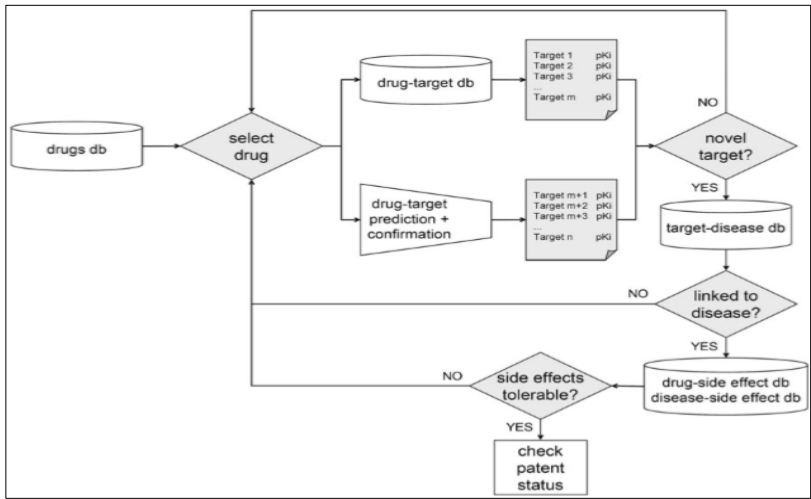 drugs db
select
drug
drug-target db
Target 1 pKi
Target 2 pKi
Target 3 pKi
...
Target m pKi
drug-target
prediction +
confirmation
Target m+1 pKi
Target m+2 pKi
Target m+3 pKi
...
Target n pKi
NO
novel
target?
YES
target-disease db
NO
linked to
disease?
YES
drug-side effect db
disease-side effect db
NO
side effects
tolerable?
YES
check
patent
status